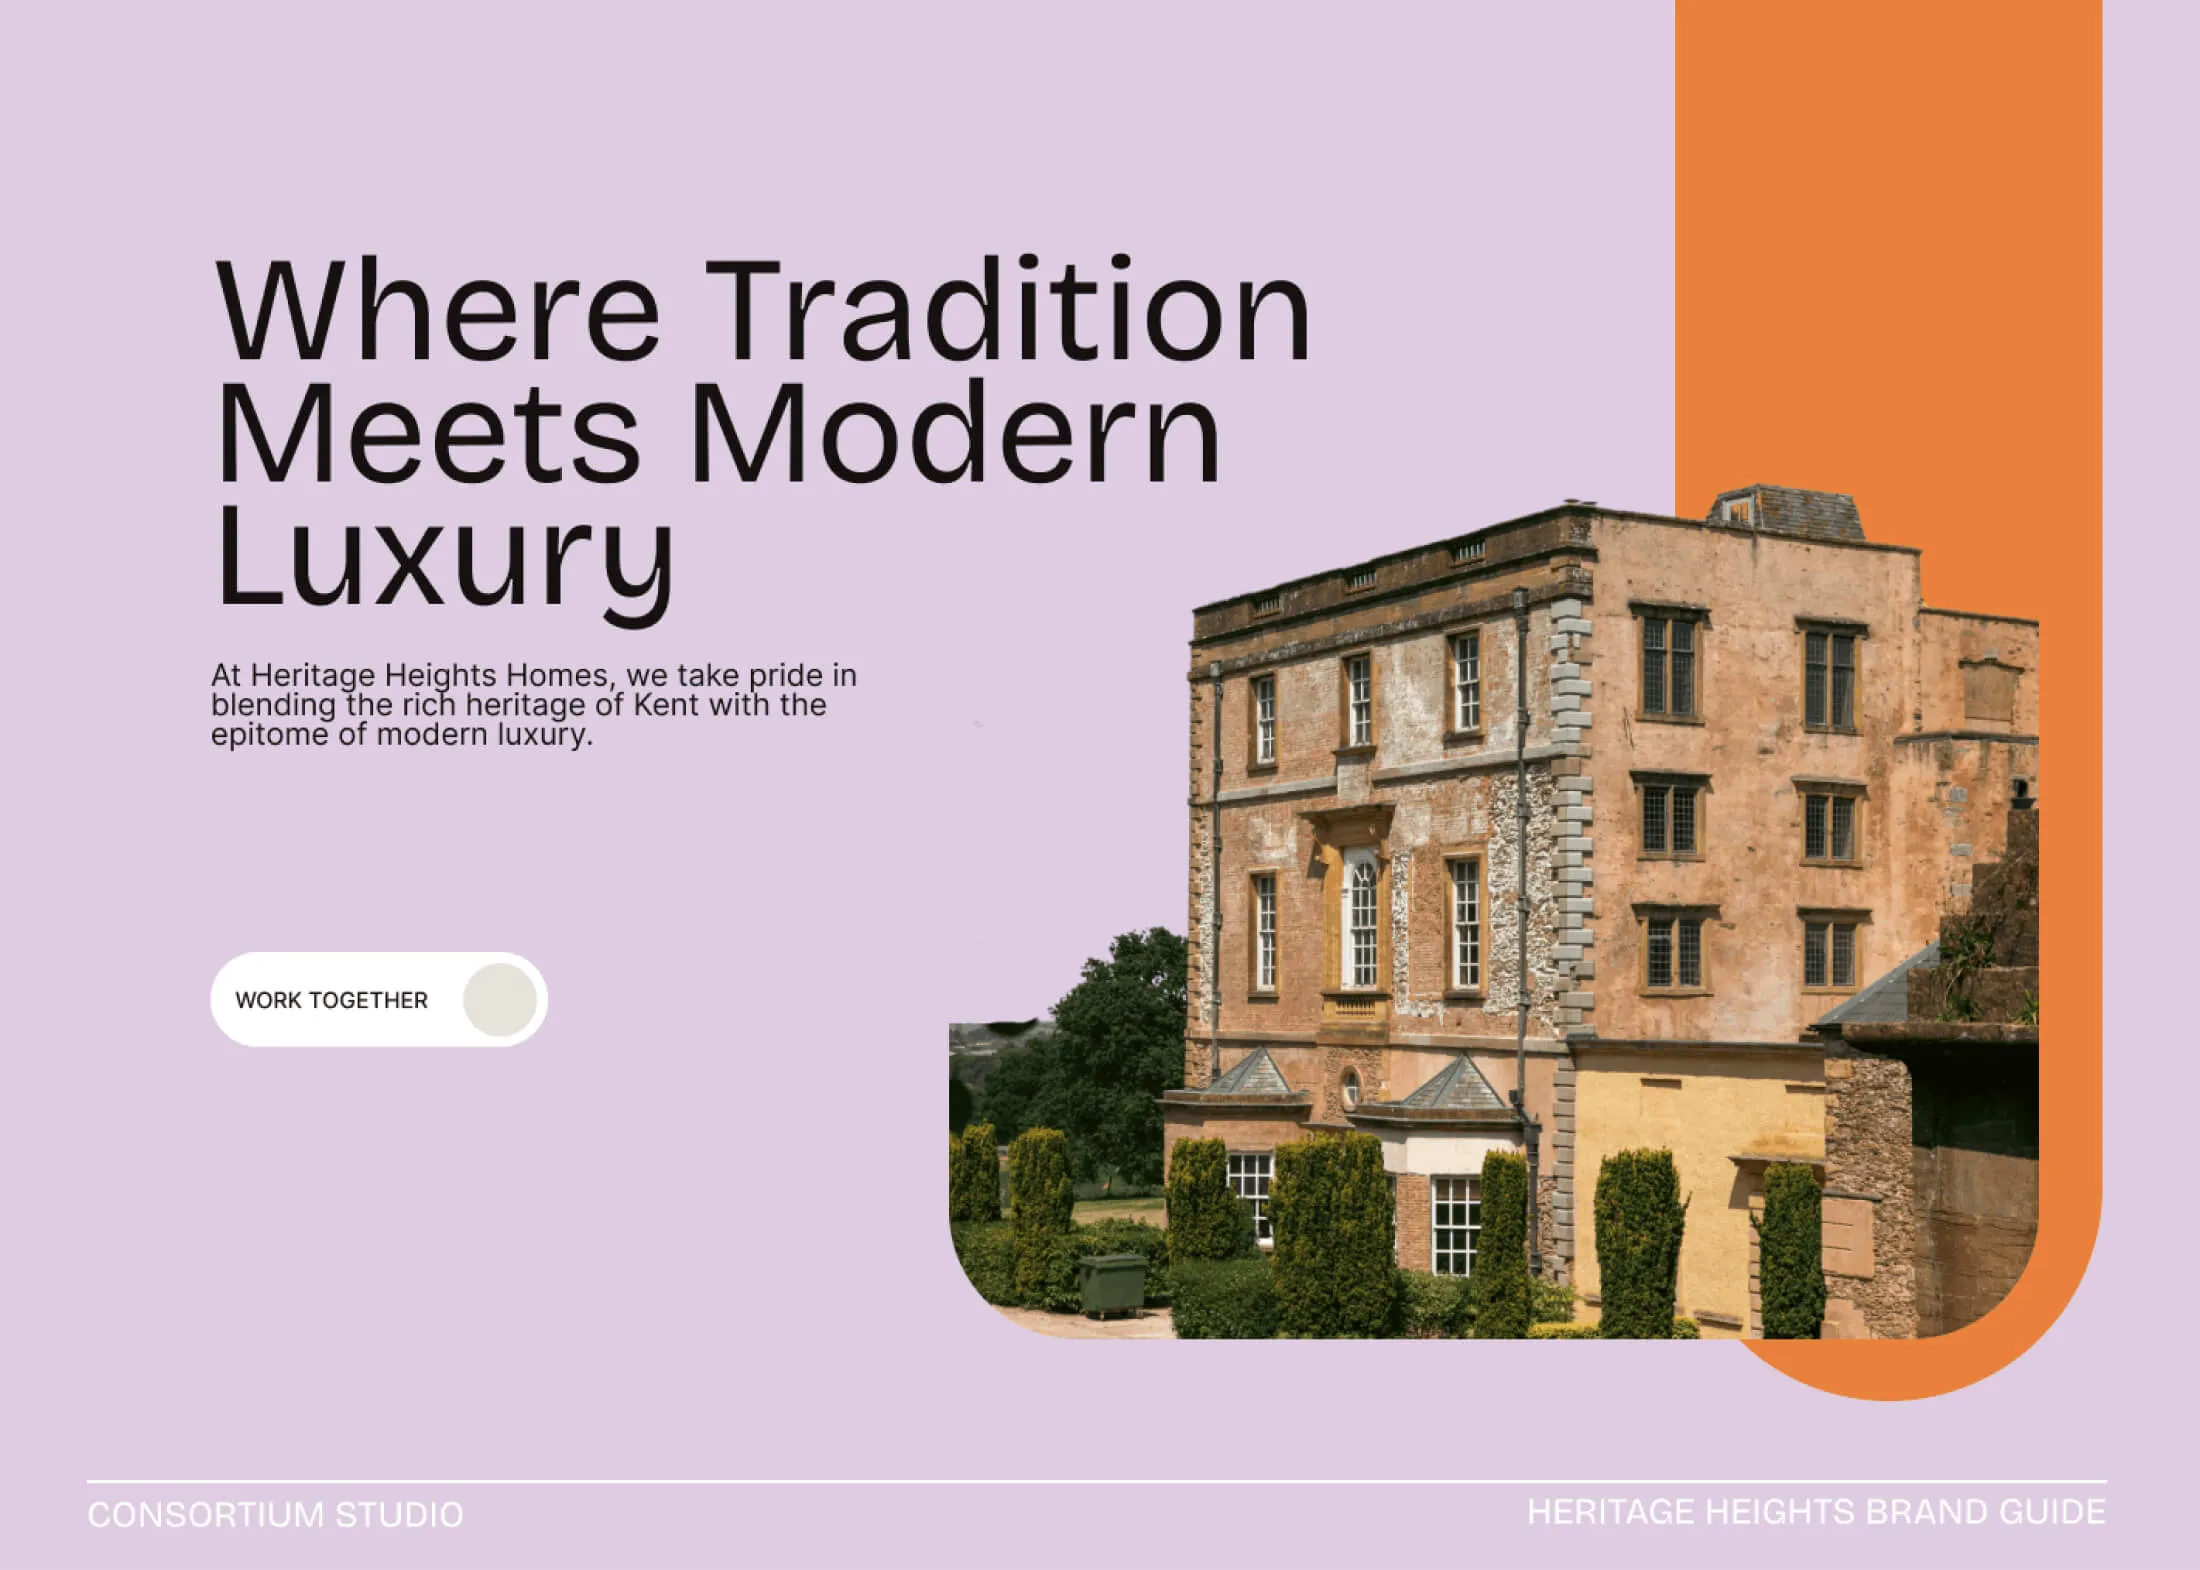 Where Tradition
Meets Modern
Luxury
At Heritage Heights Homes, we take pride in
blending the rich heritage of Kent with the
epitome of modern luxury.
WORK TOGETHER
CONSORTIUM STUDIO
HERITAGE HEIGHTS BRAND GUIDE